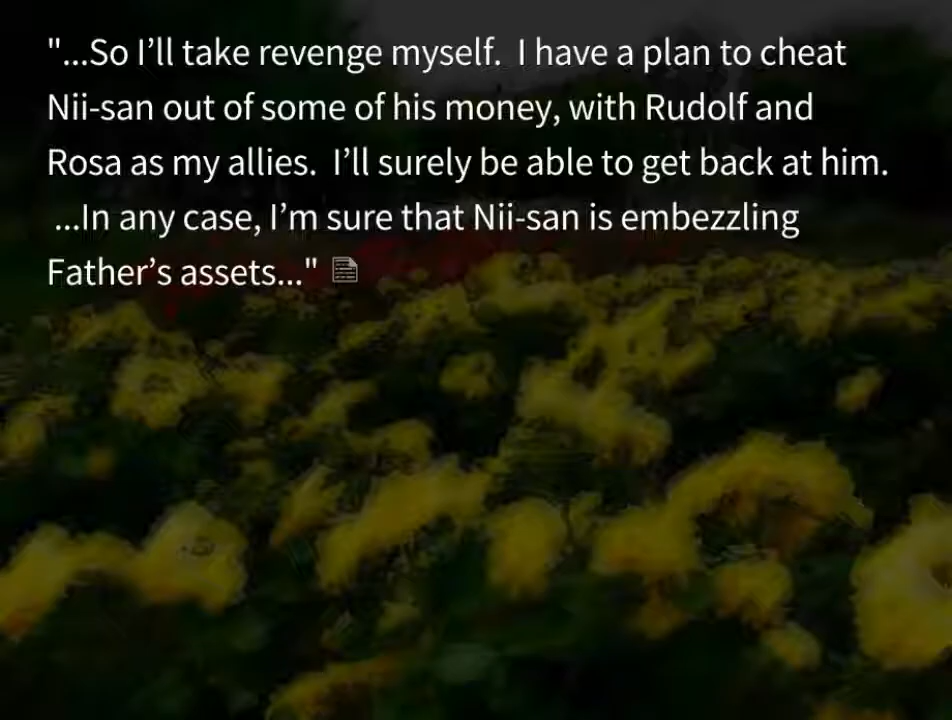 "...So I’ll take revenge myself.  I have a plan to cheat
Nii-san out of some of his money, with Rudolf and
Rosa as my allies.  I’ll surely be able to get back at him.
...In any case, I’m sure that Nii-san is embezzling
Father’s assets..."